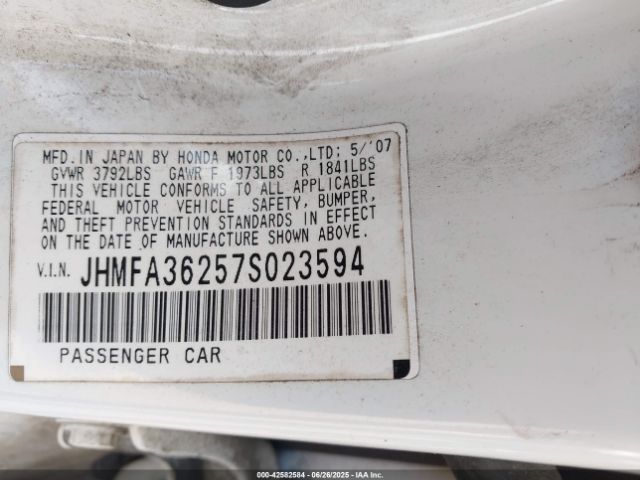 MFD. IN JAPAN BY HONDA MOTOR CO.,LTD; 5/'07
GVWR 3792LBS GAWR F 1973LBS R 1841LBS
THIS VEHICLE CONFORMS TO ALL APPLICABLE
FEDERAL MOTOR VEHICLE SAFETY, BUMPER,
AND THEFT PREVENTION STANDARDS IN EFFECT
ON THE DATE OF MANUFACTURE SHOWN ABOVE.
V.I.N. JHMFA36257S023594
PASSENGER CAR
000-42582584 | 06/26/2025 | IAAI.com